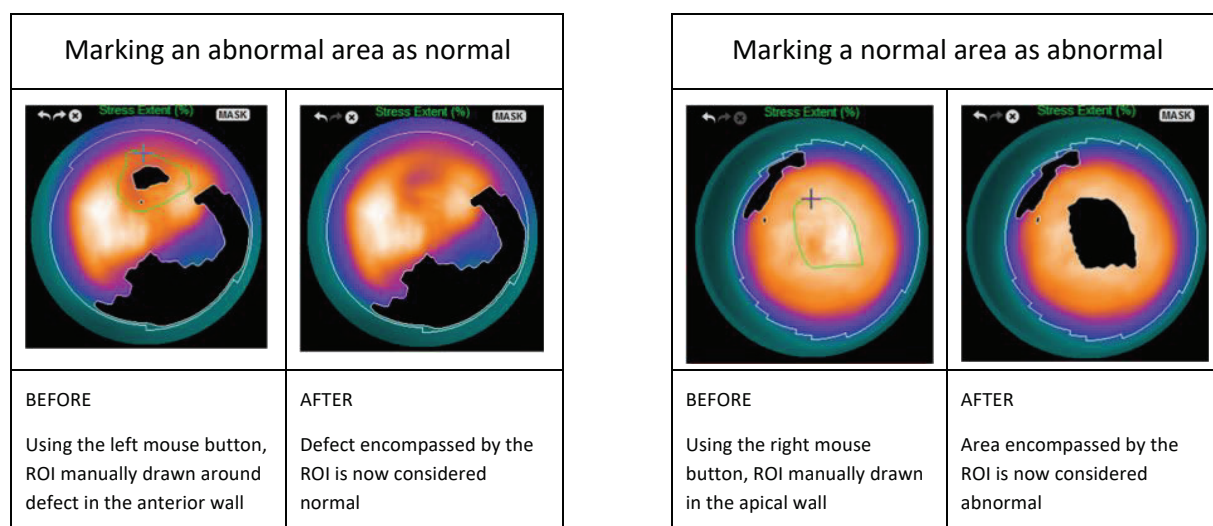 Marking an abnormal area as normal
Stress Extent (%)
MASK
Stress Extent (%)
MASK
BEFORE
Using the left mouse button,
ROI manually drawn around
defect in the anterior wall
AFTER
Defect encompassed by the
ROI is now considered
normal
Marking a normal area as abnormal
Stress Extent (%)
MASK
Stress Extent (%)
MASK
BEFORE
Using the right mouse
button, ROI manually drawn
in the apical wall
AFTER
Area encompassed by the
ROI is now considered
abnormal